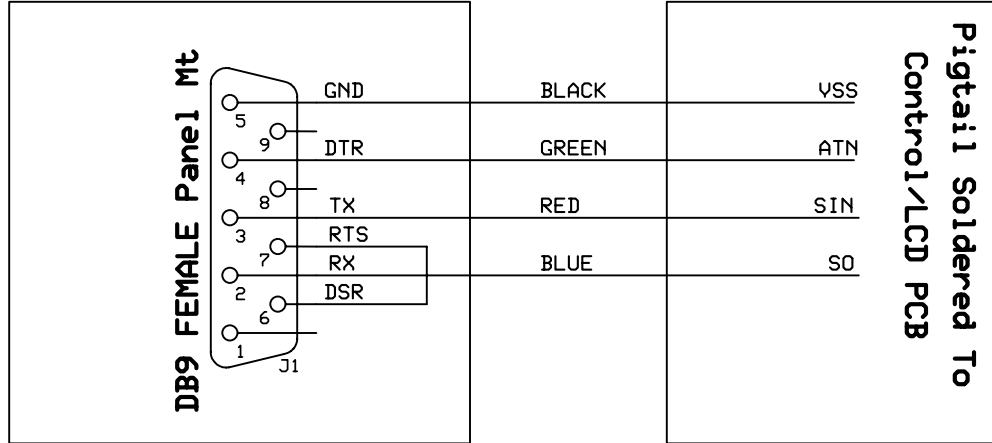 DB9 FEMALE Panel Mt
GND BLACK VSS
5
9
DTR GREEN ATN
4
8
TX RED SIN
3
RTS
7
RX BLUE SO
2
DSR
6
1
J1
Pigtail Soldered To
Control/LCD PCB